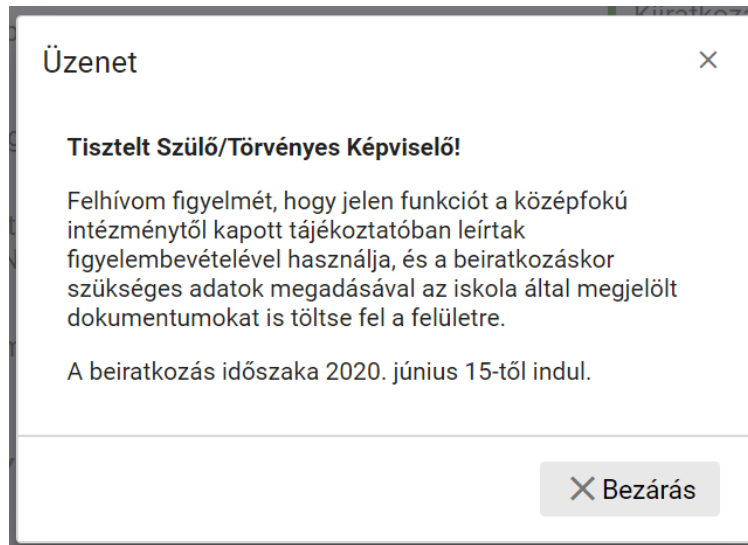 Üzenet
Tisztelt Szülő/Törvényes Képviselő!
Felhívom figyelmét, hogy jelen funkciót a középfokú
intézménytől kapott tájékoztatóban leírtak
figyelembevételével használja, és a beiratkozáskor
szükséges adatok megadásával az iskola által megjelölt
dokumentumokat is töltse fel a felületre.
A beiratkozás időszaka 2020. június 15-től indul.
Bezárás